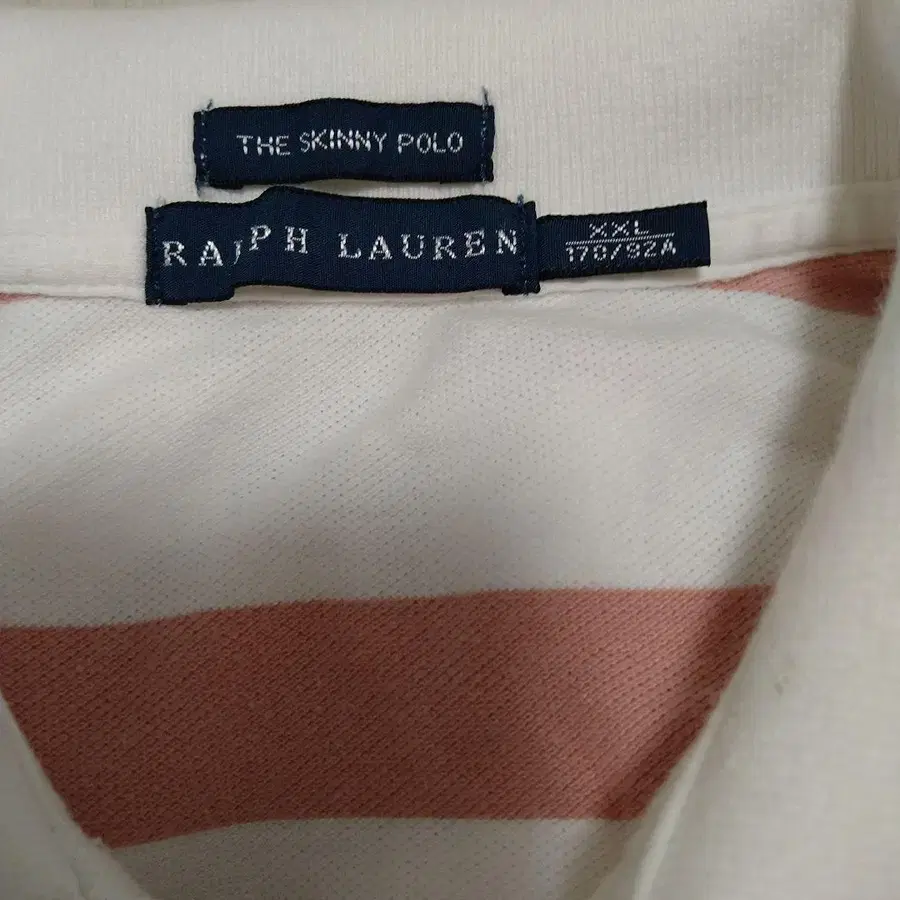 THE SKINNY POLO
RALPH LAUREN
XXL
170/92A